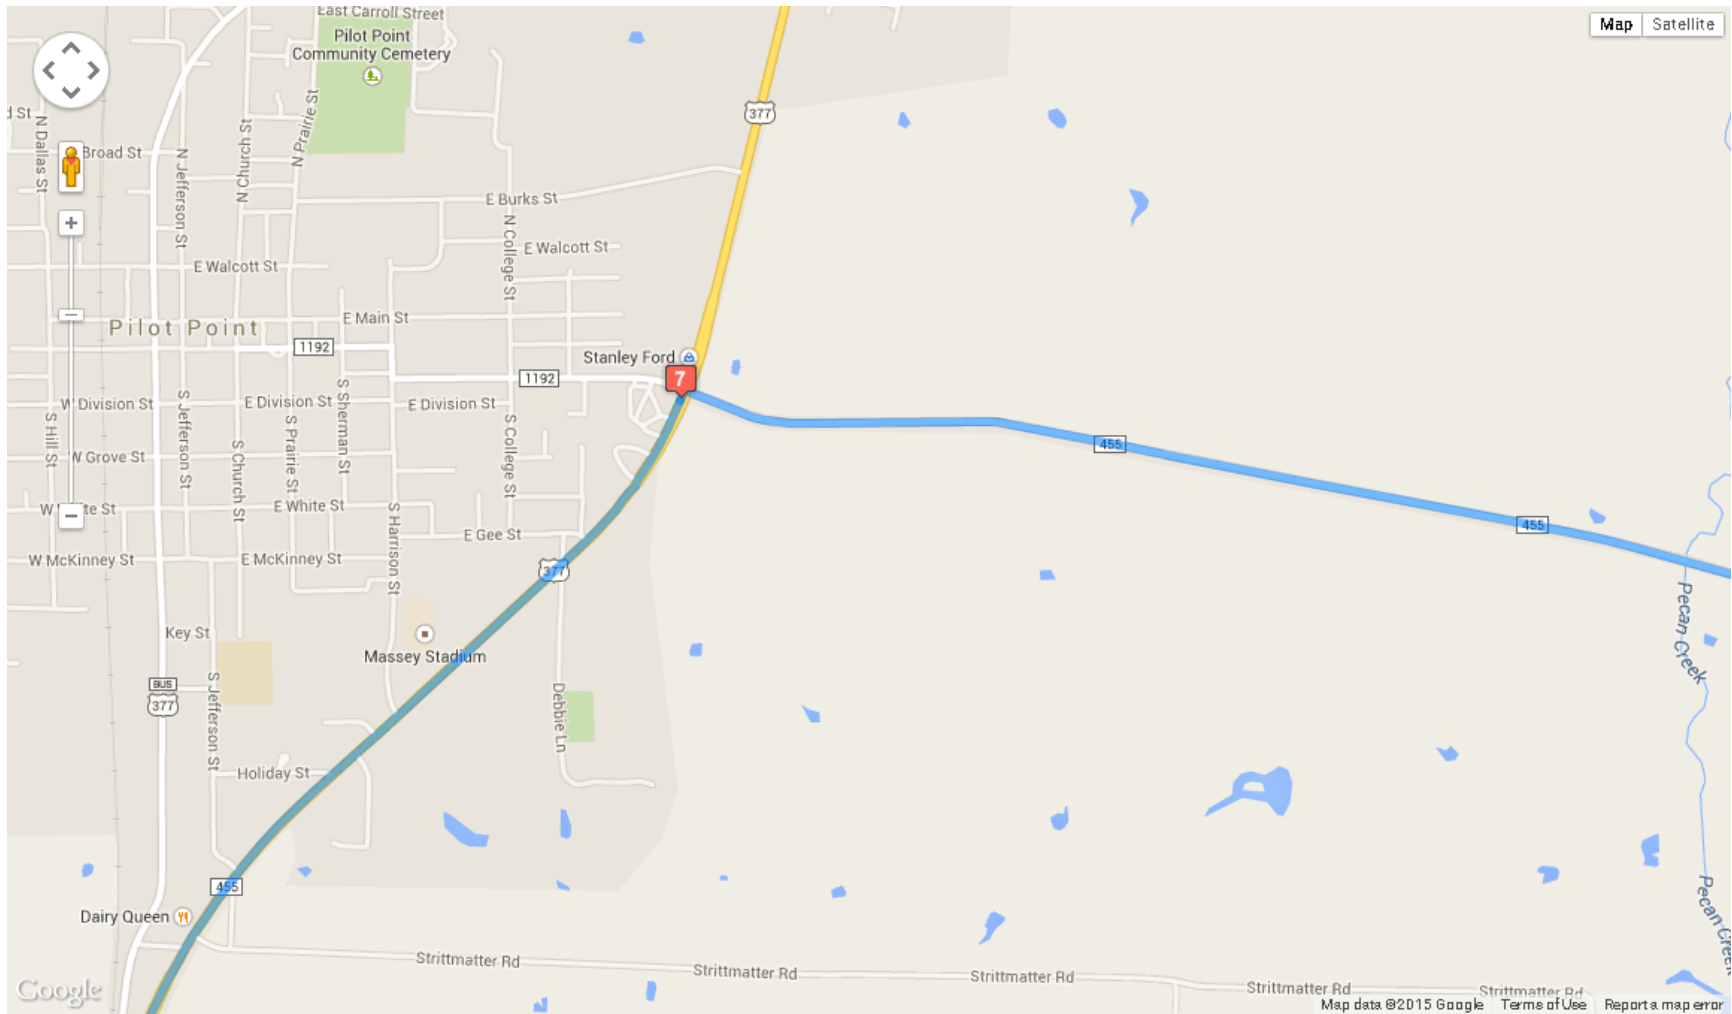 East Carroll Street
Map
Satellite
Pilot Point
Community Cemetery
377
d St
N Dallas St
Broad St
N Jefferson St
N Church St
N Prairie St
E Burks St
N College St
E Walcott St
E Walcott St
E Main St
Pilot Point
1192
Stanley Ford
1192
7
W Division St
E Division St
E Division St
S Hill St
S Jefferson St
S Church St
S Prairie St
S Sherman St
S College St
455
W Grove St
455
E White St
S Harrison St
E Gee St
W McKinney St
E McKinney St
377
Pecan Creek
Key St
Massey Stadium
BUS
377
S Jefferson St
Debbie Ln
Holiday St
455
Dairy Queen
Pecan Creek
Strittmatter Rd
Strittmatter Rd
Strittmatter Rd
Strittmatter Rd
Strittmatter Rd
Google
Map data ©2015 Google
Terms of Use
Report a map error